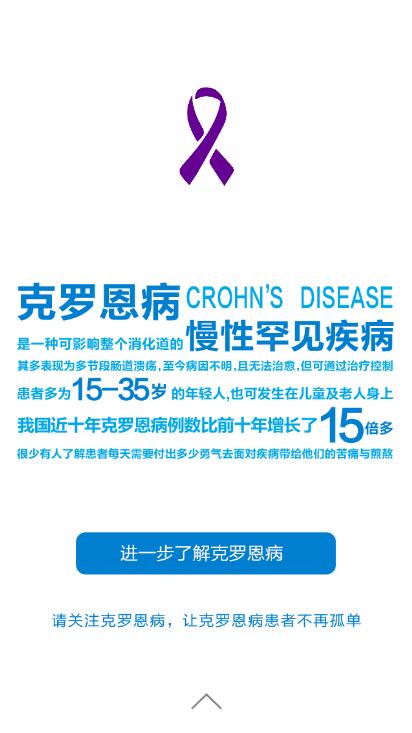 克罗恩病 CROHN'S DISEASE
是一种可影响整个消化道的 慢性罕见疾病
其多表现为多节段肠道溃疡,至今病因不明,且无法治愈,但可通过治疗控制
患者多为15-35岁 的年轻人,也可发生在儿童及老人身上
我国近十年克罗恩病例数比前十年增长了15倍多
很少有人了解患者每天需要付出多少勇气去面对疾病带给他们的苦痛与煎熬
进一步了解克罗恩病
请关注克罗恩病，让克罗恩病患者不再孤单